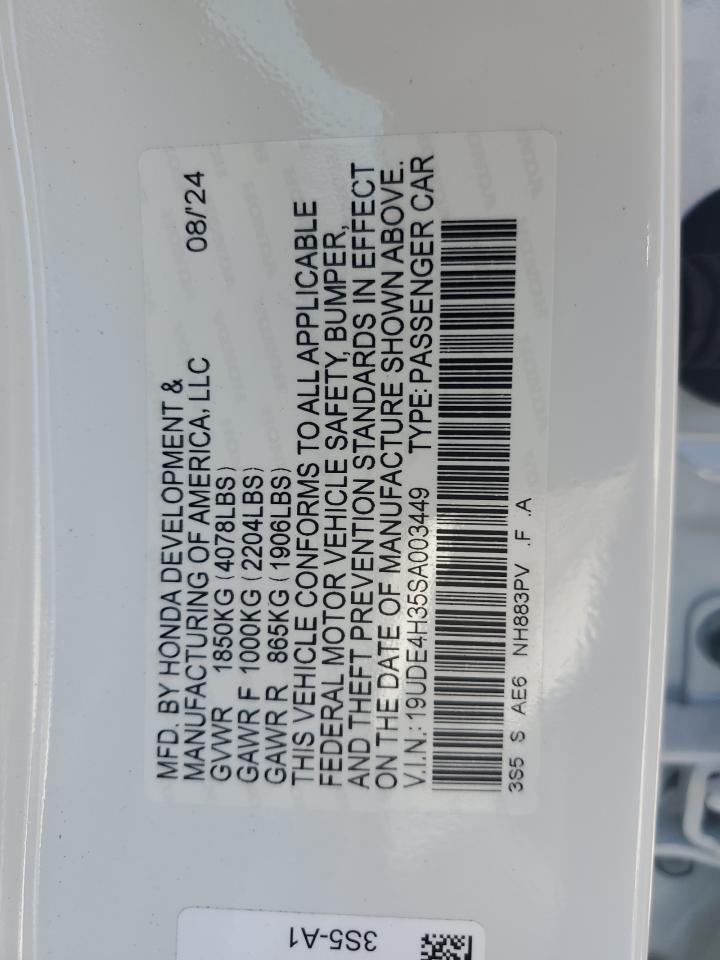 MFD. BY HONDA DEVELOPMENT &
MANUFACTURING OF AMERICA, LLC 08/'24
GVWR 1850KG (4078LBS)
GAWR F 1000KG (2204LBS)
GAWR R 865KG (1906LBS)
THIS VEHICLE CONFORMS TO ALL APPLICABLE
FEDERAL MOTOR VEHICLE SAFETY, BUMPER,
AND THEFT PREVENTION STANDARDS IN EFFECT
ON THE DATE OF MANUFACTURE SHOWN ABOVE.
V.I.N.: 19UDE4H35SA003449 TYPE: PASSENGER CAR
3S5 S AE6 NH883PV .F .A
3S5-A1